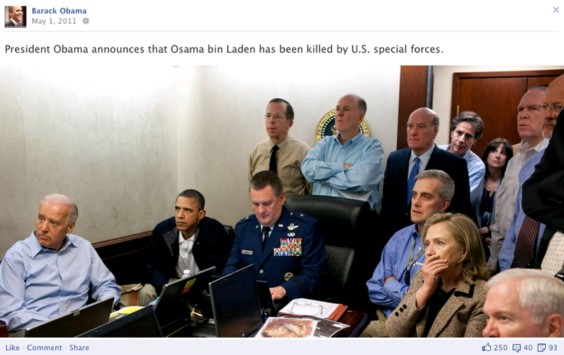 Barack Obama
May 1, 2011
President Obama announces that Osama bin Laden has been killed by U.S. special forces.
Like · Comment · Share 250 40 93